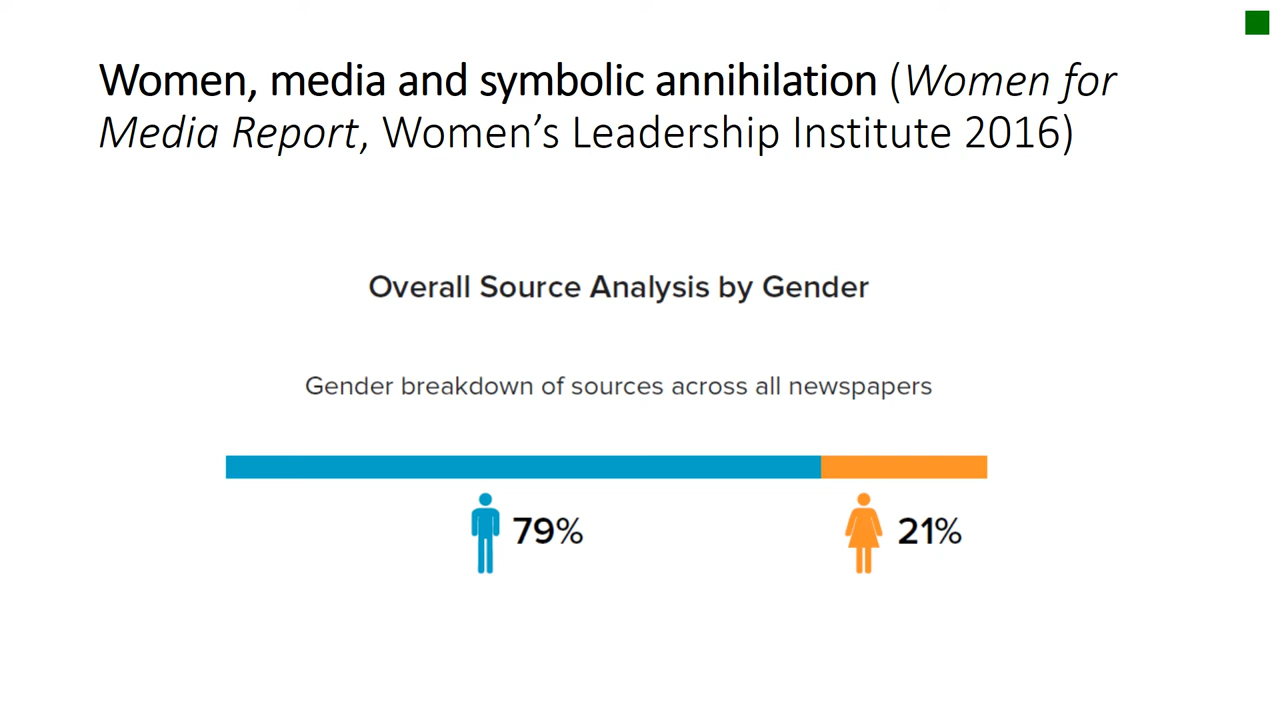 Women, media and symbolic annihilation (Women for
Media Report, Women’s Leadership Institute 2016)
Overall Source Analysis by Gender
Gender breakdown of sources across all newspapers
79% 21%